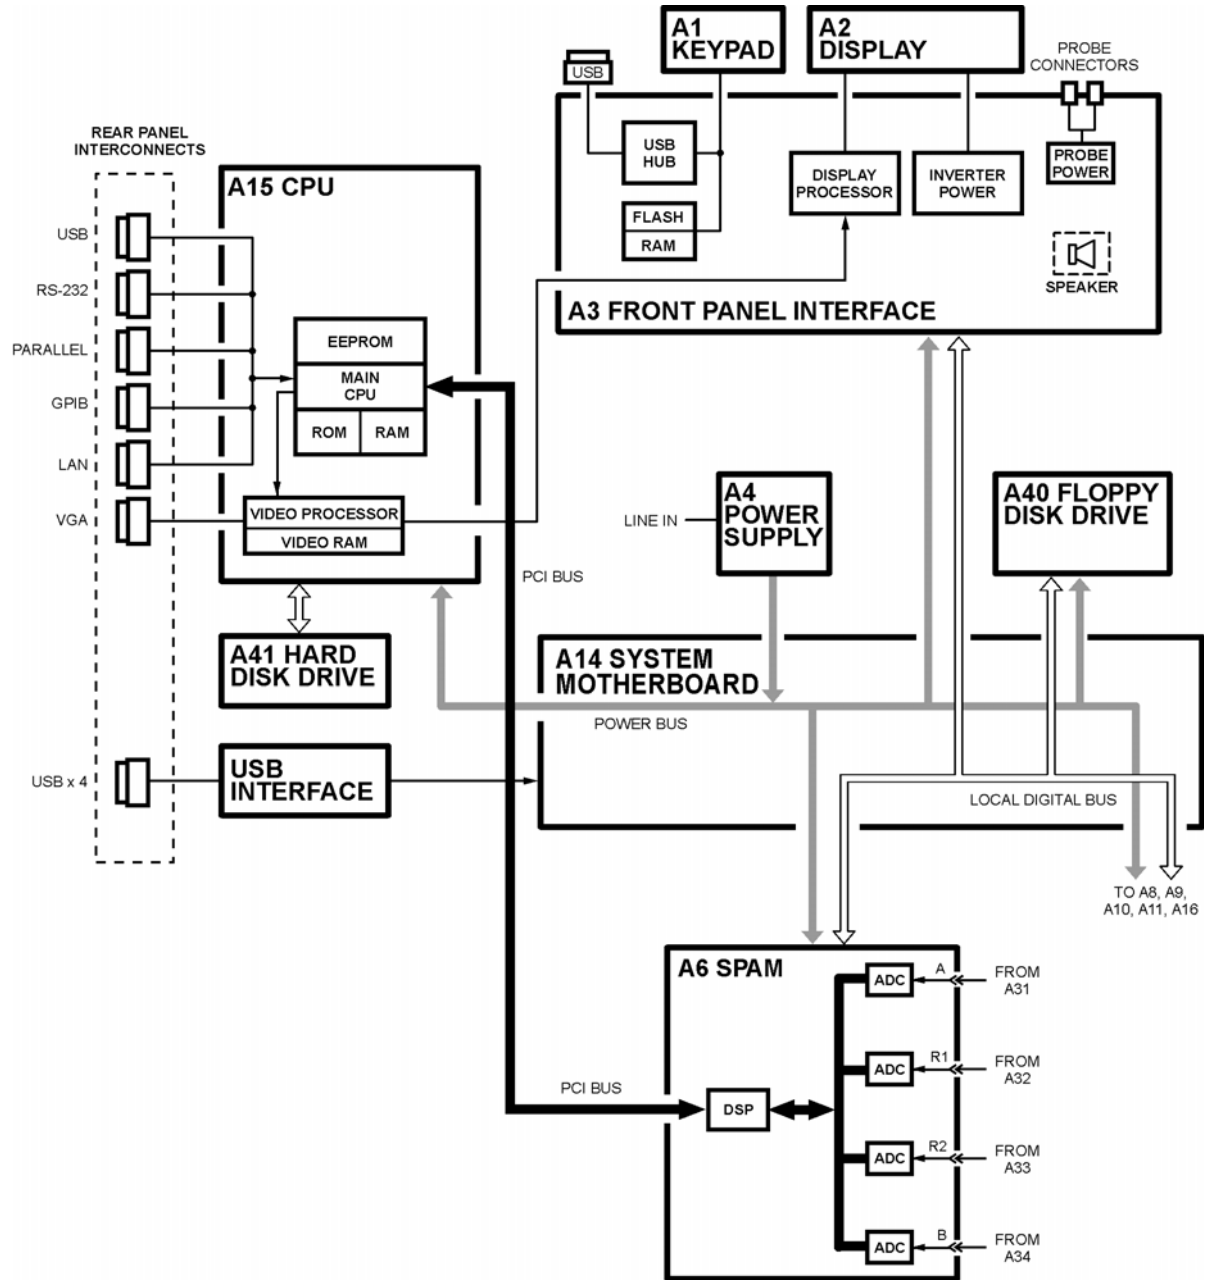 A1
KEYPAD
A2
DISPLAY
USB
PROBE
CONNECTORS
USB
HUB
FLASH
RAM
DISPLAY
PROCESSOR
INVERTER
POWER
PROBE
POWER
SPEAKER
A3 FRONT PANEL INTERFACE
REAR PANEL
INTERCONNECTS
A15 CPU
USB
RS-232
PARALLEL
GPIB
LAN
VGA
EEPROM
MAIN
CPU
ROM
RAM
VIDEO PROCESSOR
VIDEO RAM
PCI BUS
LINE IN
A4
POWER
SUPPLY
A40 FLOPPY
DISK DRIVE
A41 HARD
DISK DRIVE
A14 SYSTEM
MOTHERBOARD
POWER BUS
USB x 4
USB
INTERFACE
LOCAL DIGITAL BUS
TO A8, A9,
A10, A11, A16
A6 SPAM
PCI BUS
DSP
ADC
A
FROM
A31
ADC
R1
FROM
A32
ADC
R2
FROM
A33
ADC
B
FROM
A34